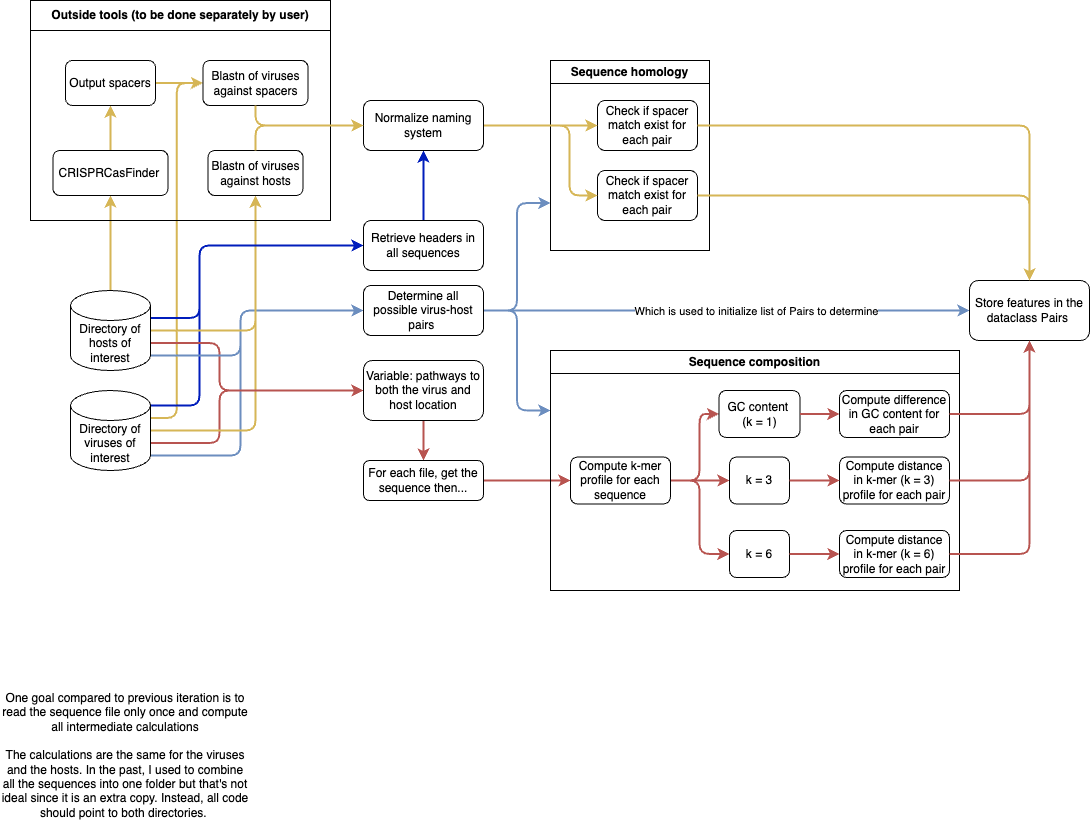 Outside tools (to be done separately by user)
Output spacers
Blastn of viruses
against spacers
CRISPRCasFinder
Blastn of viruses
against hosts
Normalize naming
system
Retrieve headers in
all sequences
Determine all
possible virus-host
pairs
Variable: pathways to
both the virus and
host location
For each file, get the
sequence then...
Directory of
hosts of
interest
Directory of
viruses of
interest
Sequence homology
Check if spacer
match exist for
each pair
Check if spacer
match exist for
each pair
Which is used to initialize list of Pairs to determine
Store features in the
dataclass Pairs
Sequence composition
Compute k-mer
profile for each
sequence
GC content
(k = 1)
Compute difference
in GC content for
each pair
k = 3
Compute distance
in k-mer (k = 3)
profile for each pair
k = 6
Compute distance
in k-mer (k = 6)
profile for each pair
One goal compared to previous iteration is to
read the sequence file only once and compute
all intermediate calculations
The calculations are the same for the viruses
and the hosts. In the past, I used to combine
all the sequences into one folder but that's not
ideal since it is an extra copy. Instead, all code
should point to both directories.